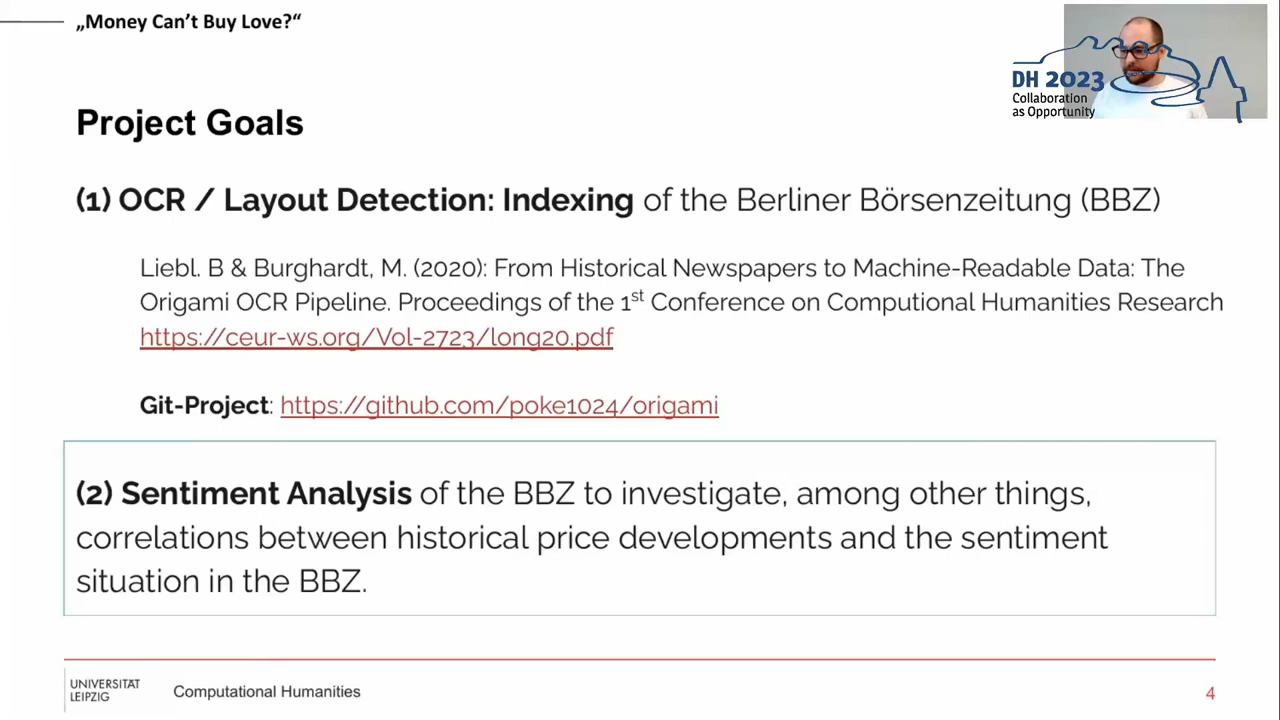 „Money Can’t Buy Love?“
DH 2023
Collaboration
as Opportunity
Project Goals
(1) OCR / Layout Detection: Indexing of the Berliner Börsenzeitung (BBZ)
Liebl. B & Burghardt, M. (2020): From Historical Newspapers to Machine-Readable Data: The
Origami OCR Pipeline. Proceedings of the 1st Conference on Computional Humanities Research
https://ceur-ws.org/Vol-2723/long20.pdf
Git-Project: https://github.com/poke1024/origami
(2) Sentiment Analysis of the BBZ to investigate, among other things,
correlations between historical price developments and the sentiment
situation in the BBZ.
UNIVERSITÄT
LEIPZIG
Computational Humanities
4